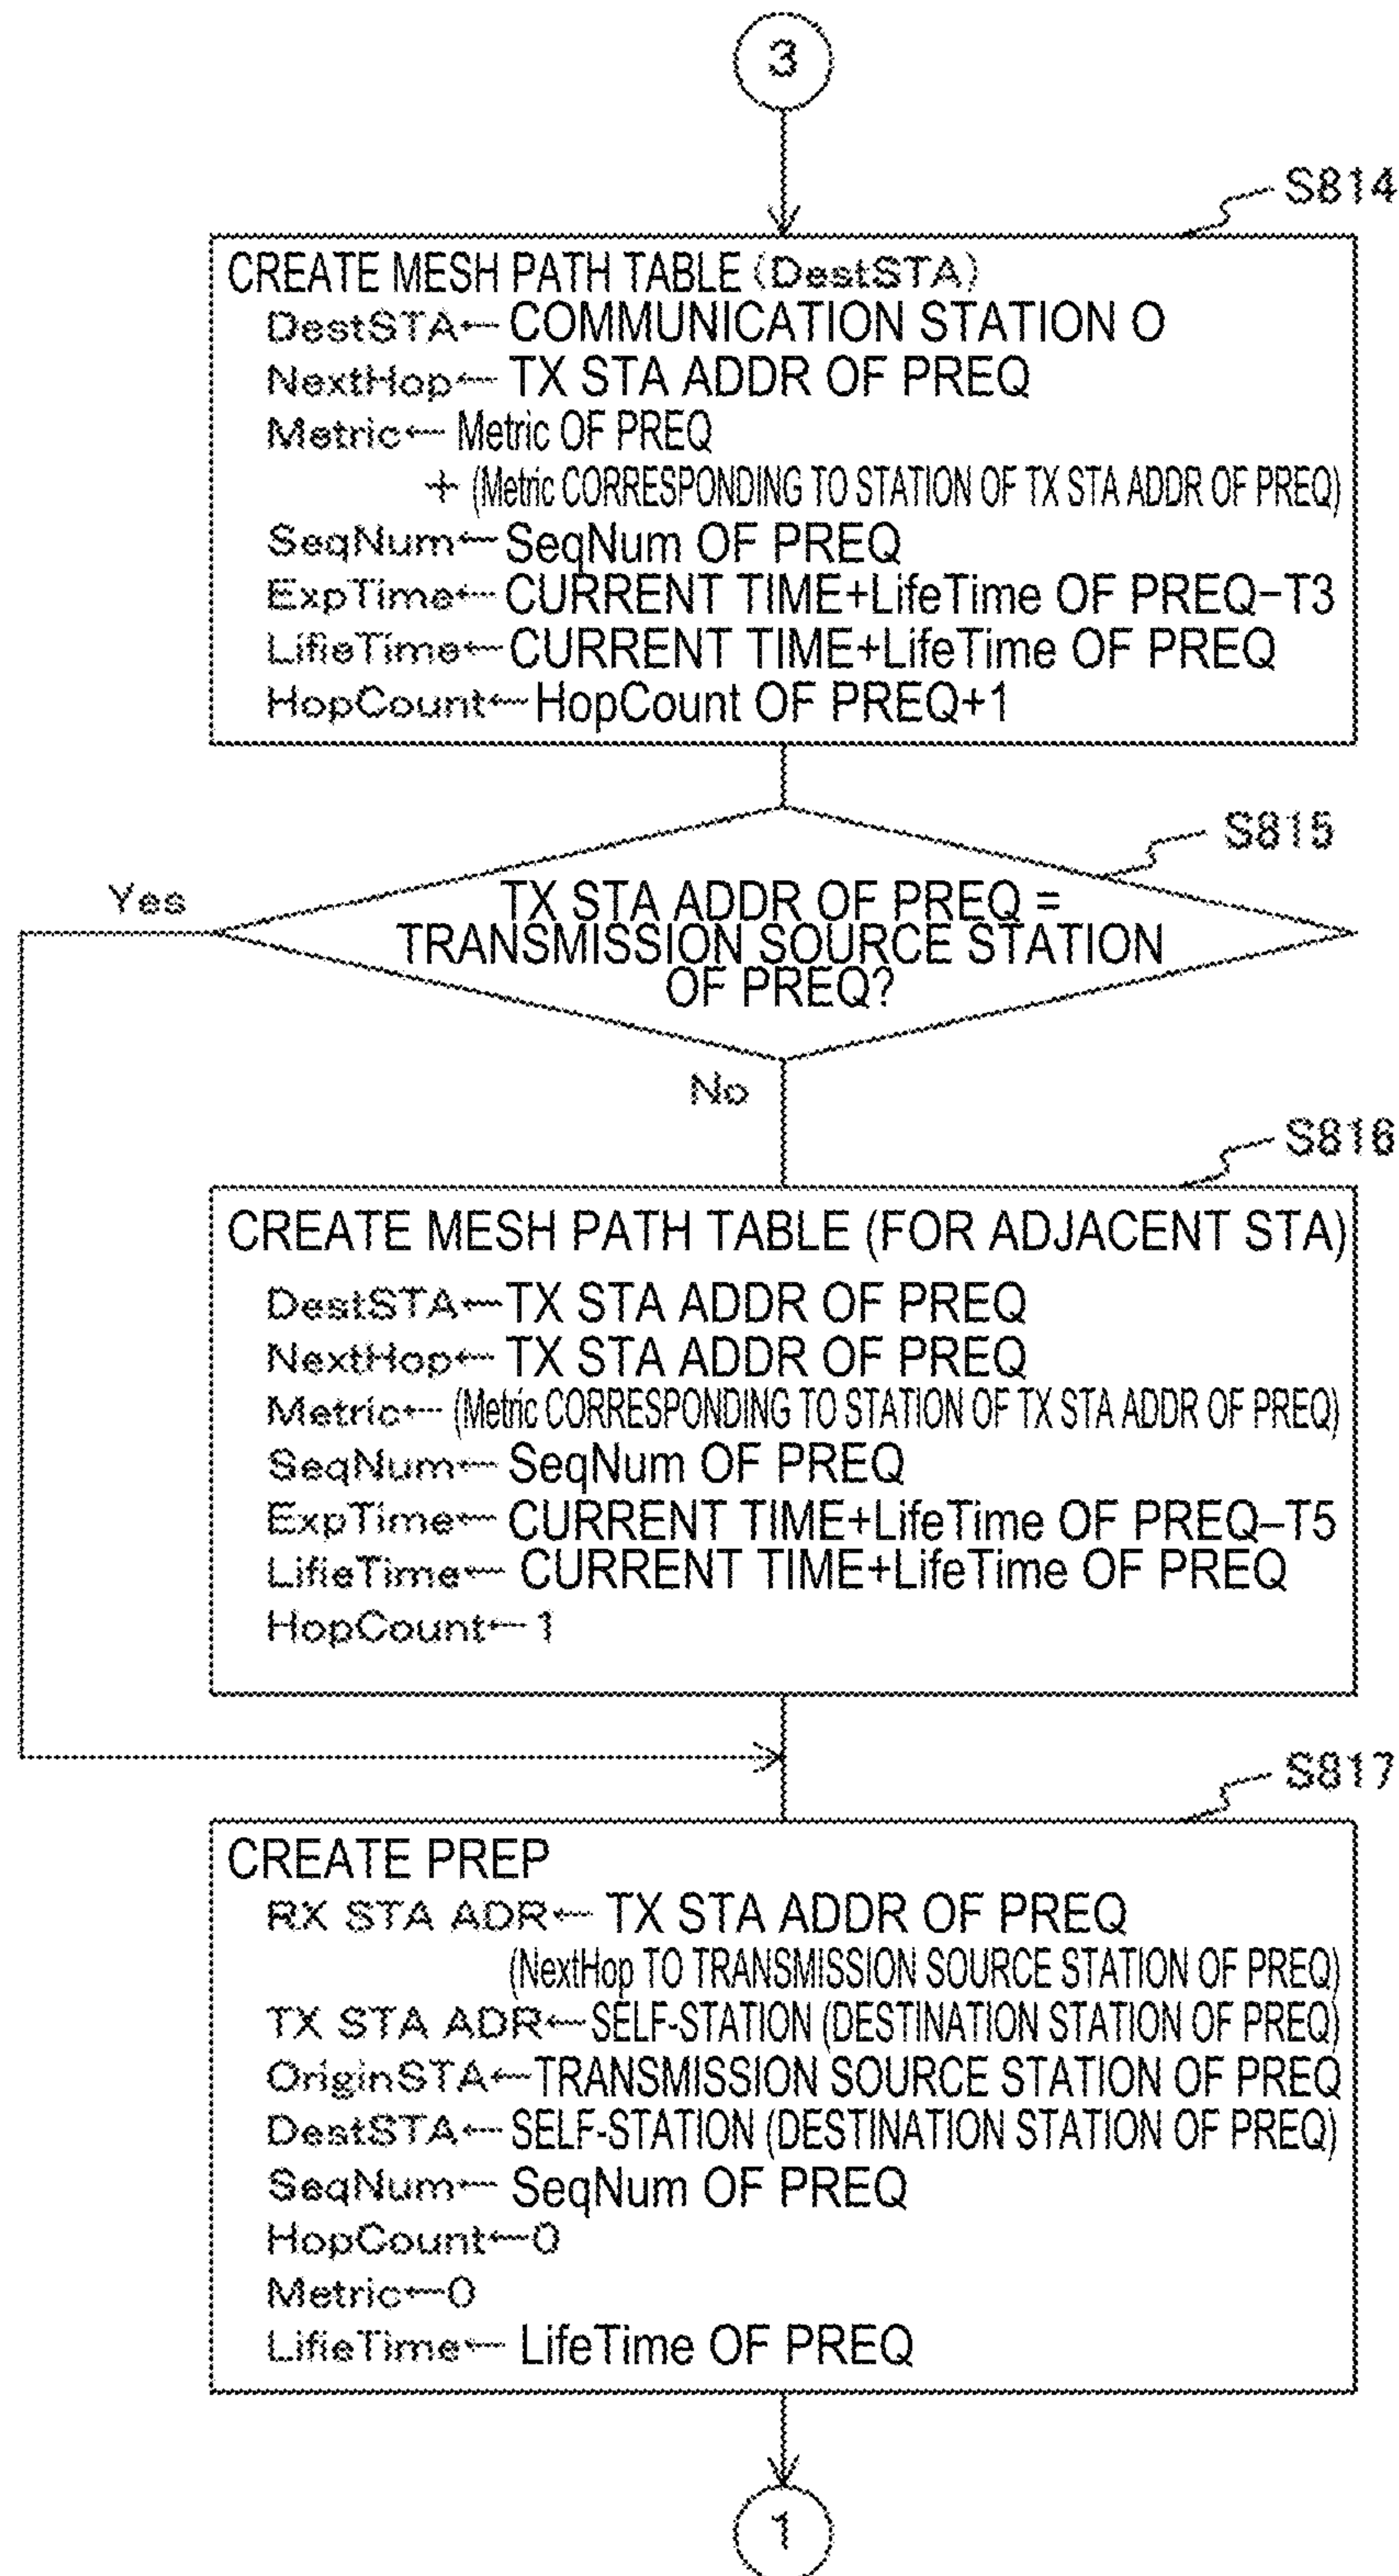 3
S814
CREATE MESH PATH TABLE (DestSTA)
DestSTA← COMMUNICATION STATION O
NextHop← TX STA ADDR OF PREQ
Metric← Metric OF PREQ
+ (Metric CORRESPONDING TO STATION OF TX STA ADDR OF PREQ)
SeqNum← SeqNum OF PREQ
ExpTime← CURRENT TIME+LifeTime OF PREQ−T3
LifieTime← CURRENT TIME+LifeTime OF PREQ
HopCount← HopCount OF PREQ+1
S815
Yes
TX STA ADDR OF PREQ =
TRANSMISSION SOURCE STATION
OF PREQ?
No
S816
CREATE MESH PATH TABLE (FOR ADJACENT STA)
DestSTA← TX STA ADDR OF PREQ
NextHop← TX STA ADDR OF PREQ
Metric← (Metric CORRESPONDING TO STATION OF TX STA ADDR OF PREQ)
SeqNum← SeqNum OF PREQ
ExpTime← CURRENT TIME+LifeTime OF PREQ–T5
LifieTime← CURRENT TIME+LifeTime OF PREQ
HopCount← 1
S817
CREATE PREP
RX STA ADR← TX STA ADDR OF PREQ
(NextHop TO TRANSMISSION SOURCE STATION OF PREQ)
TX STA ADR← SELF-STATION (DESTINATION STATION OF PREQ)
OriginSTA← TRANSMISSION SOURCE STATION OF PREQ
DestSTA← SELF-STATION (DESTINATION STATION OF PREQ)
SeqNum← SeqNum OF PREQ
HopCount←0
Metric←0
LifieTime← LifeTime OF PREQ
1